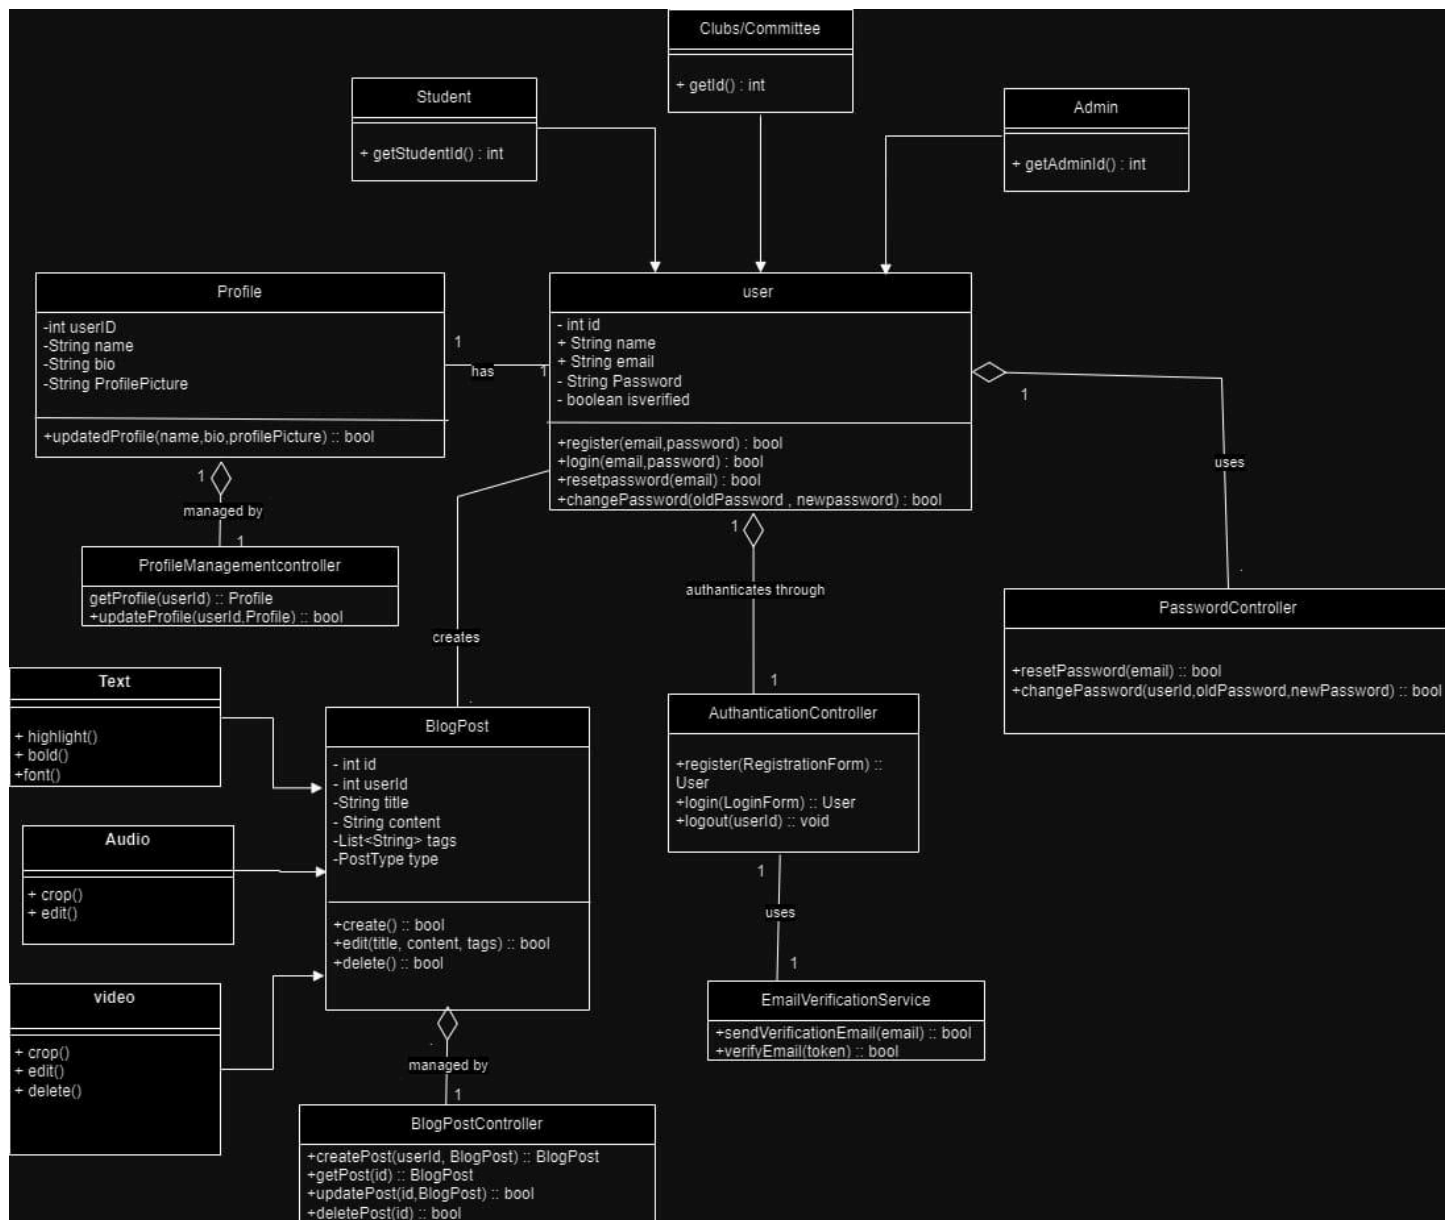 Clubs/Committee
+ getId() : int
Student
+ getStudentId() : int
Admin
+ getAdminId() : int
Profile
-int userID
-String name
-String bio
-String ProfilePicture
+updatedProfile(name,bio,profilePicture) :: bool
1
has
1
user
- int id
+ String name
+ String email
- String Password
- boolean isverified
+register(email,password) : bool
+login(email,password) : bool
+resetpassword(email) : bool
+changePassword(oldPassword , newpassword) : bool
1
uses
1
managed by
1
ProfileManagementcontroller
getProfile(userId) :: Profile
+updateProfile(userId,Profile) :: bool
1
authanticates through
1
creates
PasswordController
+resetPassword(email) :: bool
+changePassword(userId,oldPassword,newPassword) :: bool
Text
+ highlight()
+ bold()
+font()
Audio
+ crop()
+ edit()
video
+ crop()
+ edit()
+ delete()
BlogPost
- int id
- int userId
-String title
- String content
-List<String> tags
-PostType type
+create() :: bool
+edit(title, content, tags) :: bool
+delete() :: bool
AuthanticationController
+register(RegistrationForm) ::
User
+login(LoginForm) :: User
+logout(userId) :: void
1
uses
1
EmailVerificationService
+sendVerificationEmail(email) :: bool
+verifyEmail(token) :: bool
managed by
1
BlogPostController
+createPost(userId, BlogPost) :: BlogPost
+getPost(id) :: BlogPost
+updatePost(id,BlogPost) :: bool
+deletePost(id) :: bool